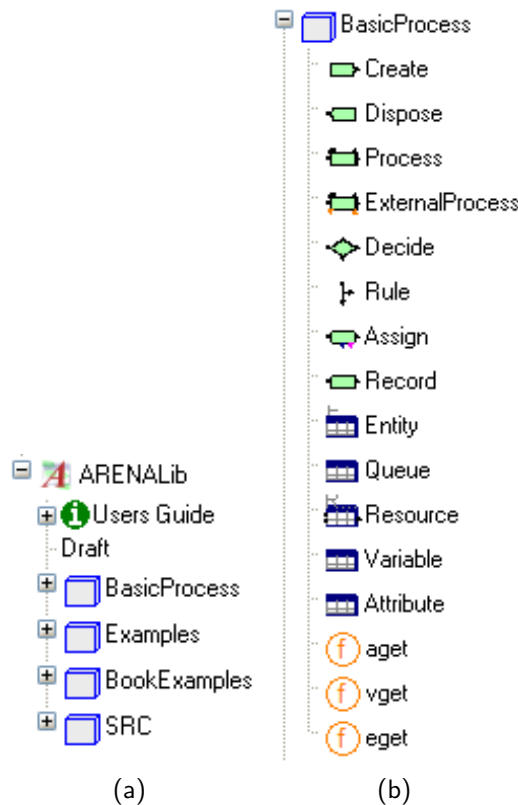 ARENALib
Users Guide
Draft
BasicProcess
Examples
BookExamples
SRC
(a)
BasicProcess
Create
Dispose
Process
ExternalProcess
Decide
Rule
Assign
Record
Entity
Queue
Resource
Variable
Attribute
f aget
f vget
f eget
(b)